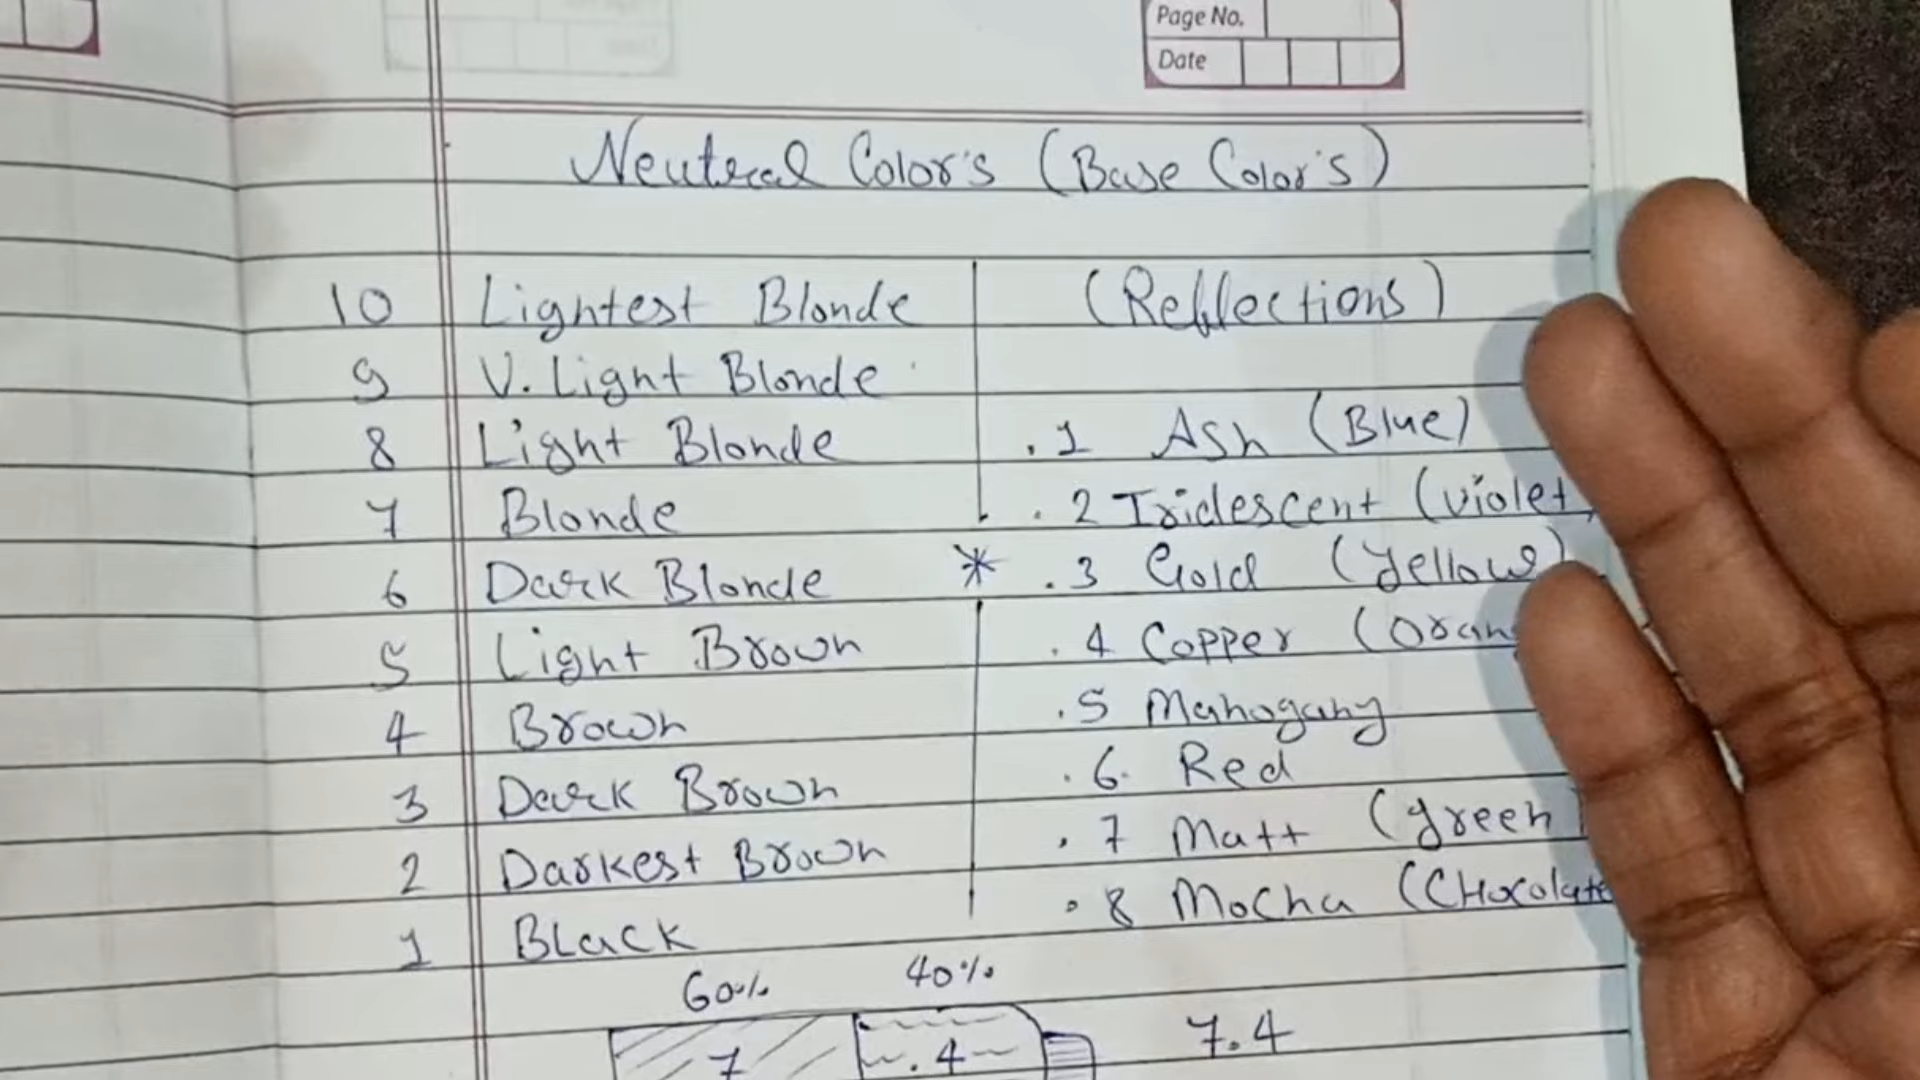 Page No.
Date
Neutral Color's (Base Color's)
10 Lightest Blonde (Reflections)
9 V. Light Blonde
8 Light Blonde .1 Ash (Blue)
7 Blonde .2 Iridescent (violet
6 Dark Blonde * .3 Gold (Yellow)
5 Light Brown .4 Copper (Oran
4 Brown .5 Mahogany
3 Dark Brown .6. Red
2 Darkest Brown .7 Matt (green)
1 Black .8 Mocha (CHocolate
60% 40%
7 .4 7.4